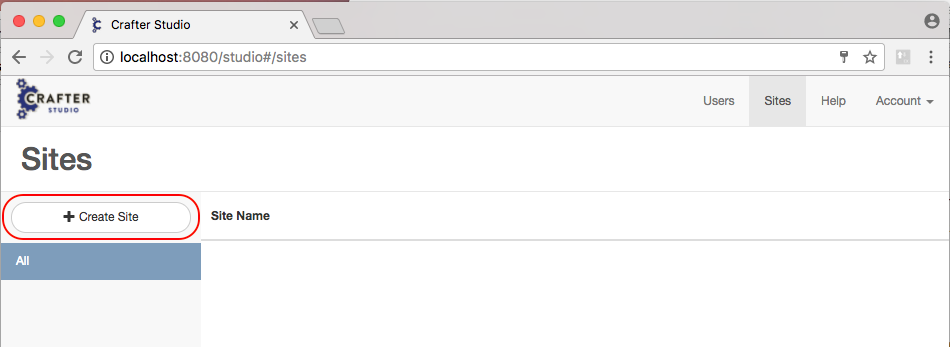 Crafter Studio
localhost:8080/studio#/sites
CRAFTER
STUDIO
Users Sites Help Account
Sites
Create Site
Site Name
All